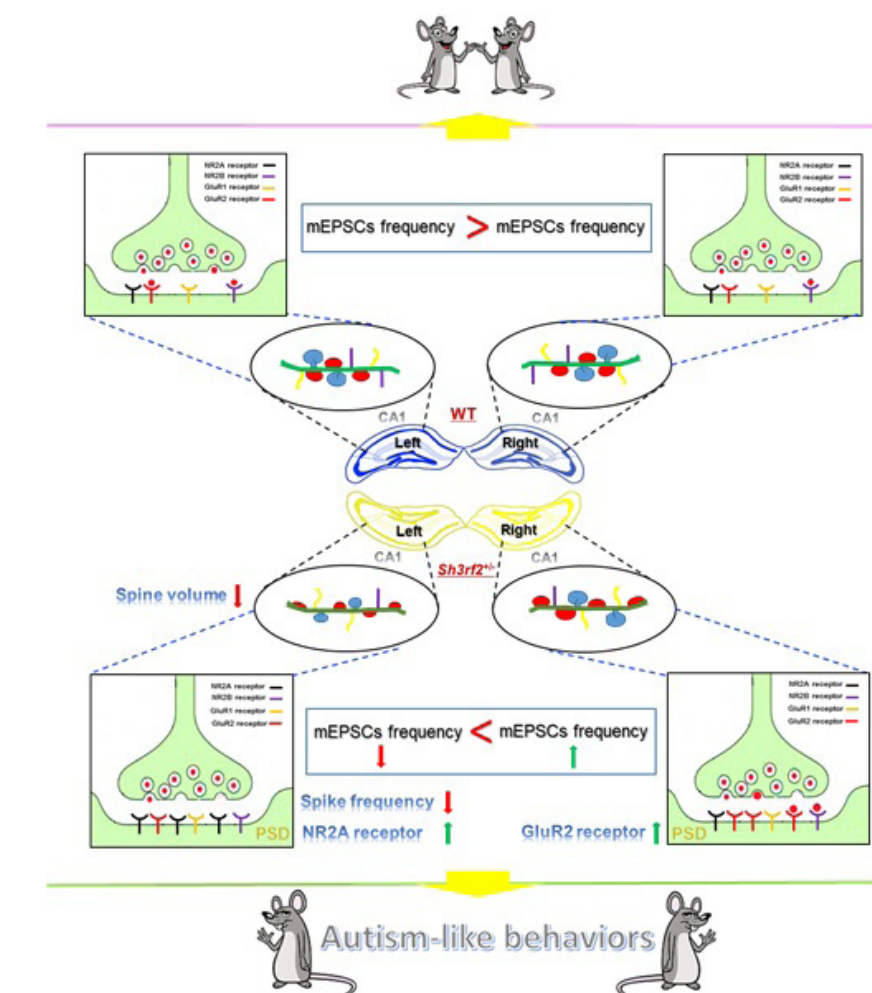 NR2A receptor
NR2B receptor
GluR1 receptor
GluR2 receptor
NR2A receptor
NR2B receptor
GluR1 receptor
GluR2 receptor
mEPSCs frequency > mEPSCs frequency
CA1 WT CA1
Left Right
Left Right
CA1 CA1
Sh3rf2+/-
Spine volume
NR2A receptor
NR2B receptor
GluR1 receptor
GluR2 receptor
NR2A receptor
NR2B receptor
GluR1 receptor
GluR2 receptor
mEPSCs frequency < mEPSCs frequency
Spike frequency
NR2A receptor GluR2 receptor
PSD PSD
Autism-like behaviors